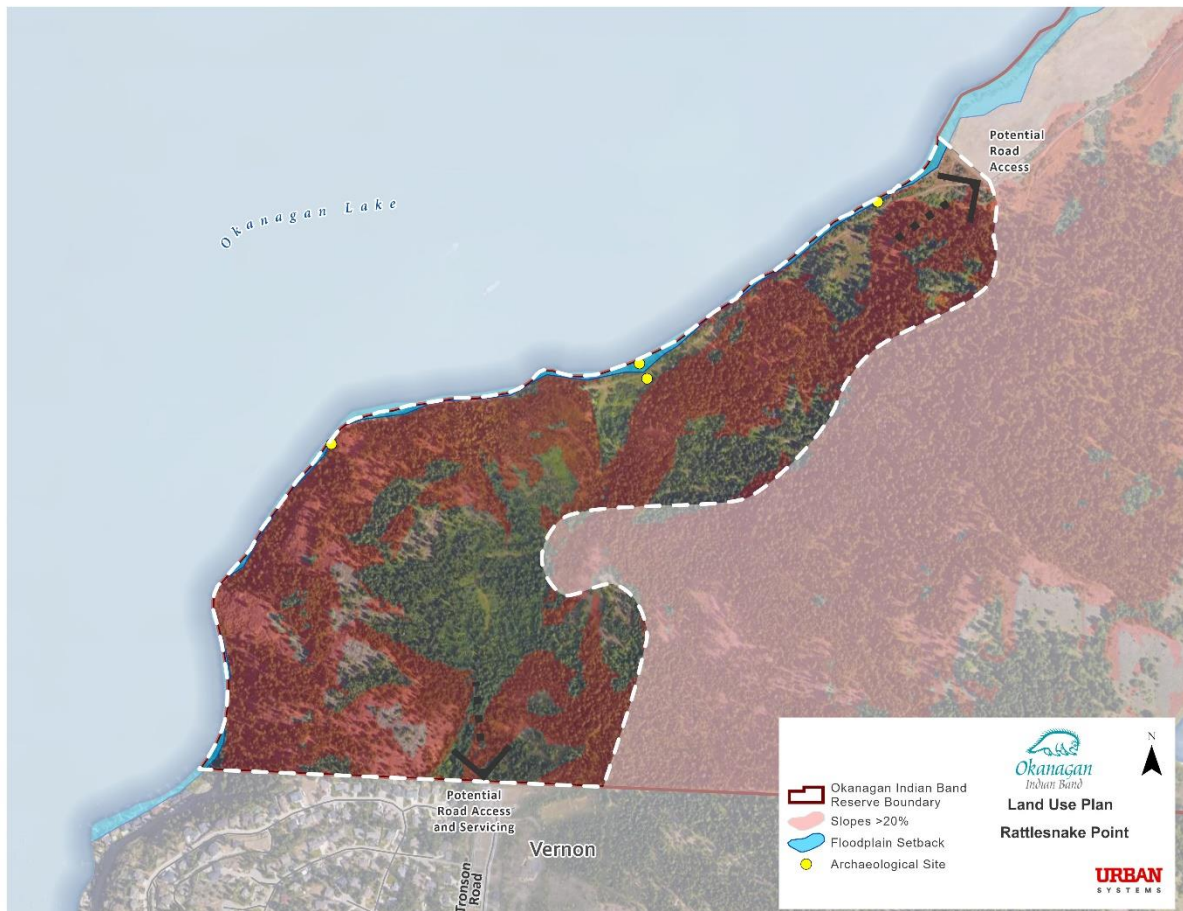 Potential
Road
Access
Okanagan Lake
Potential
Road Access
and Servicing
Vernon
Tronson
Road
Okanagan Indian Band
Reserve Boundary
Slopes >20%
Floodplain Setback
Archaeological Site
Okanagan
Indian Band
N
Land Use Plan
Rattlesnake Point
URBAN
SYSTEMS